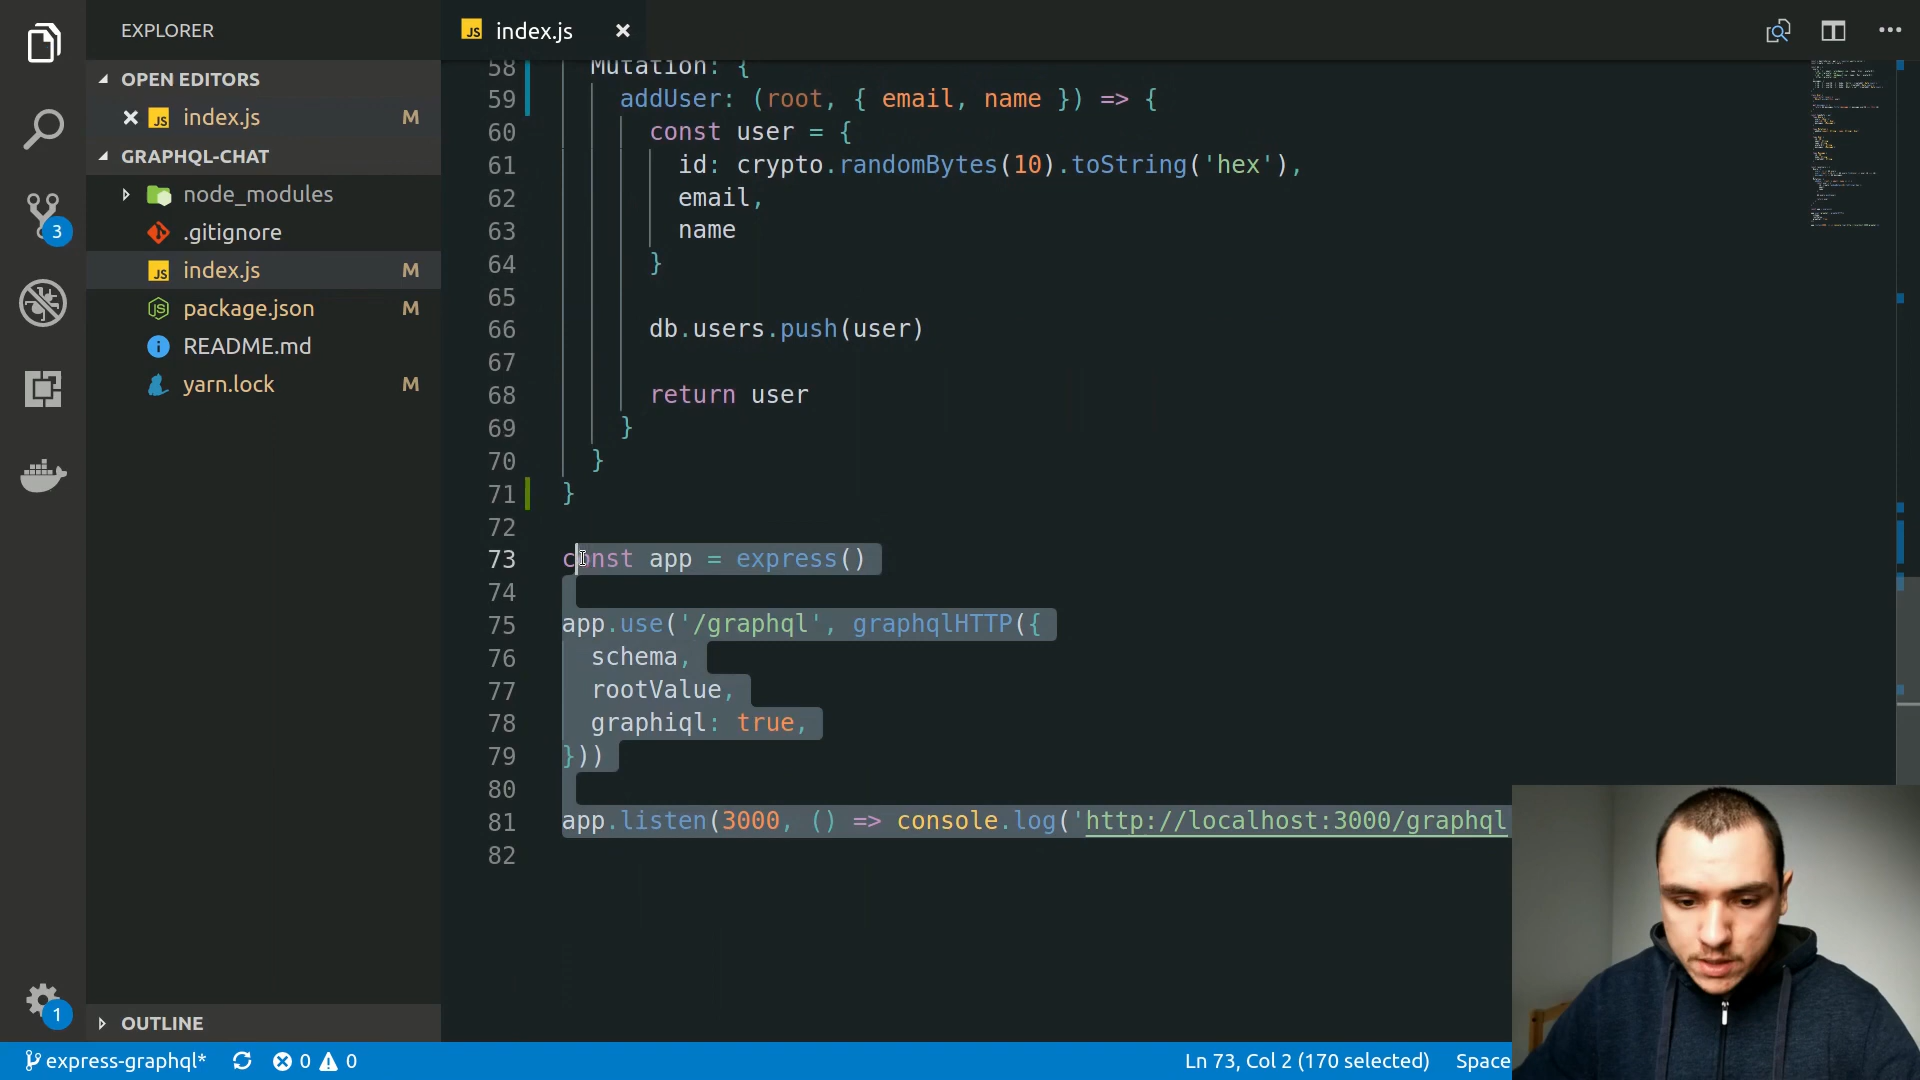 EXPLORER
OPEN EDITORS
JS index.js M
GRAPHQL-CHAT
node_modules
.gitignore
JS index.js M
package.json M
README.md
yarn.lock M
OUTLINE
3
1
JS index.js
58 Mutation: {
59 addUser: (root, { email, name }) => {
60 const user = {
61 id: crypto.randomBytes(10).toString('hex'),
62 email,
63 name
64 }
65
66 db.users.push(user)
67
68 return user
69 }
70 }
71 }
72
73 const app = express()
74
75 app.use('/graphql', graphqlHTTP({
76 schema,
77 rootValue,
78 graphiql: true,
79 }))
80
81 app.listen(3000, () => console.log('http://localhost:3000/graphql
82
express-graphql* 0 0 Ln 73, Col 2 (170 selected) Space